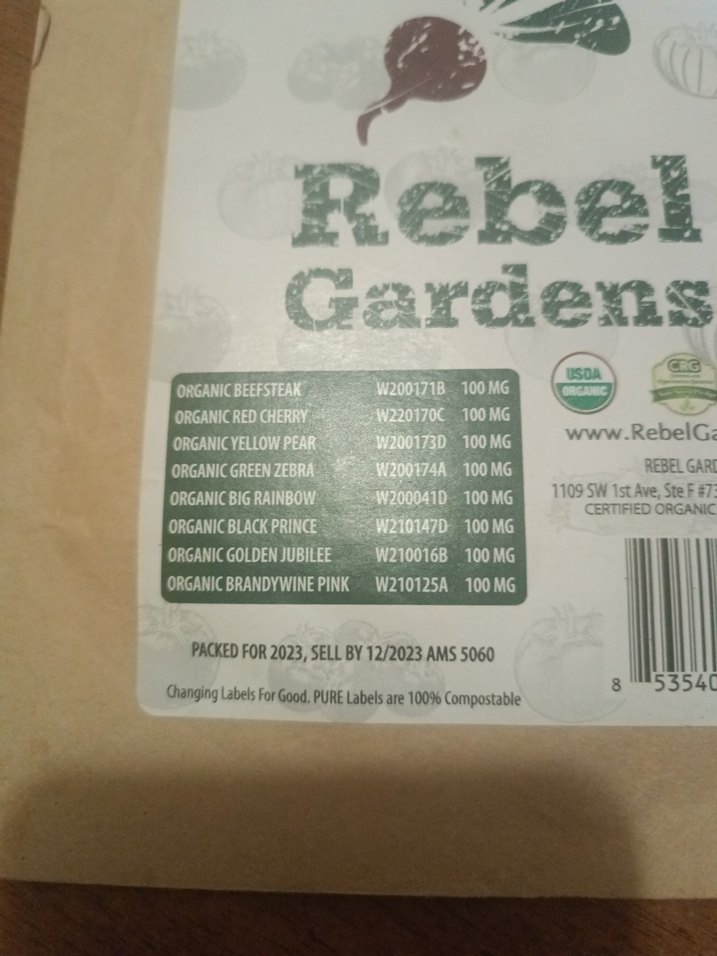 Rebel
Gardens
USDA
ORGANIC
CRG
www.RebelGa
REBEL GARD
1109 SW 1st Ave, Ste F #73
CERTIFIED ORGANIC
ORGANIC BEEFSTEAK W200171B 100 MG
ORGANIC RED CHERRY W220170C 100 MG
ORGANIC YELLOW PEAR W200173D 100 MG
ORGANIC GREEN ZEBRA W200174A 100 MG
ORGANIC BIG RAINBOW W200041D 100 MG
ORGANIC BLACK PRINCE W210147D 100 MG
ORGANIC GOLDEN JUBILEE W210016B 100 MG
ORGANIC BRANDYWINE PINK W210125A 100 MG
PACKED FOR 2023, SELL BY 12/2023 AMS 5060
Changing Labels For Good. PURE Labels are 100% Compostable
8 53540